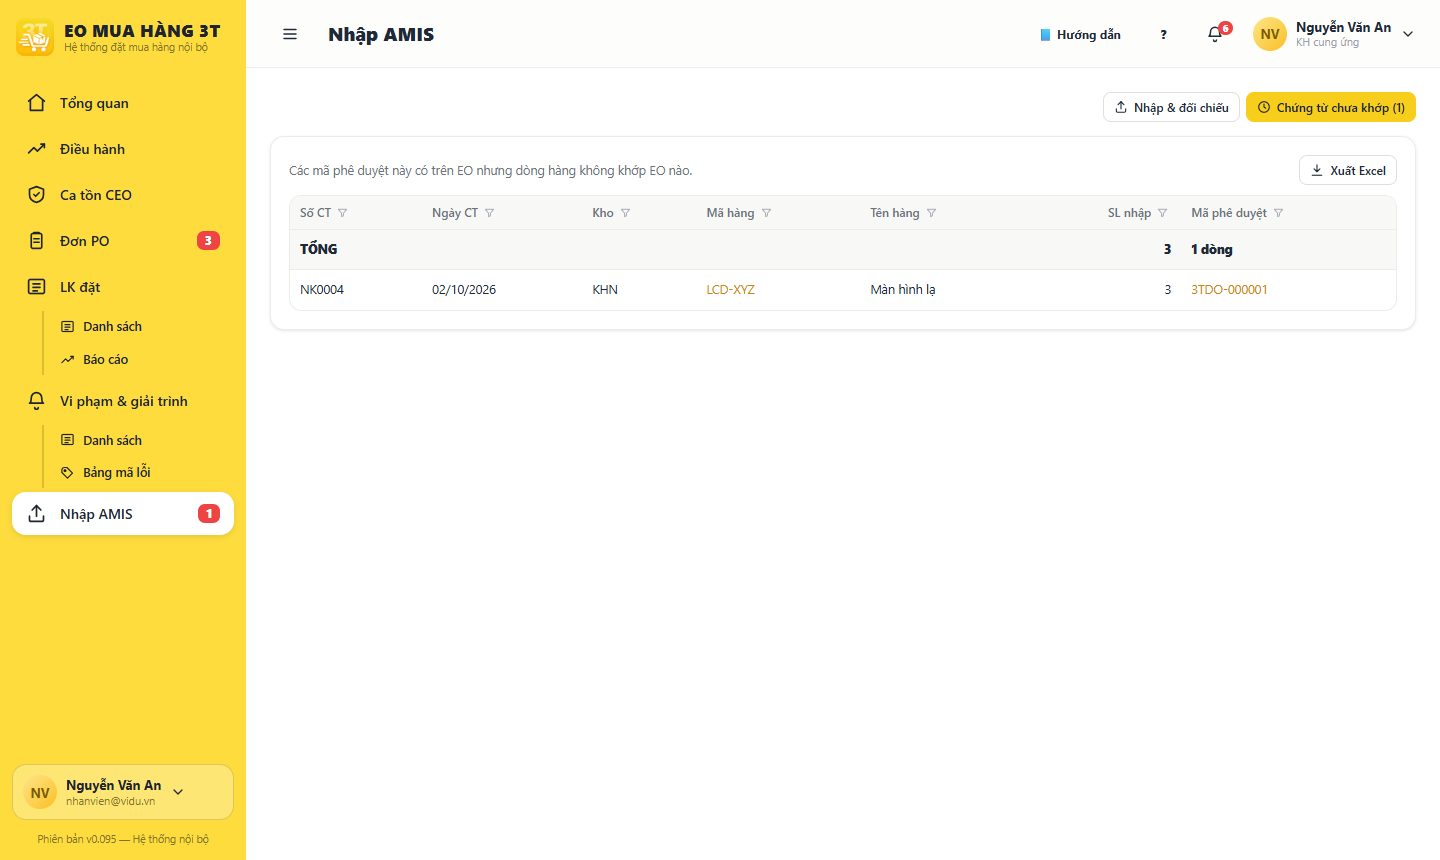 3T
EO MUA HÀNG 3T
Hệ thống đặt mua hàng nội bộ
Tổng quan
Điều hành
Ca tồn CEO
Đơn PO 3
LK đặt
Danh sách
Báo cáo
Vi phạm & giải trình
Danh sách
Bảng mã lỗi
Nhập AMIS 1
NV
Nguyễn Văn An
nhanvien@vidu.vn
Phiên bản v0.095 — Hệ thống nội bộ
Nhập AMIS
Hướng dẫn
?
6
NV
Nguyễn Văn An
KH cung ứng
Nhập & đối chiếu
Chứng từ chưa khớp (1)
Các mã phê duyệt này có trên EO nhưng dòng hàng không khớp EO nào.
Xuất Excel
Số CT Ngày CT Kho Mã hàng Tên hàng SL nhập Mã phê duyệt
TỔNG 3 1 dòng
NK0004 02/10/2026 KHN LCD-XYZ Màn hình lạ 3 3TDO-000001